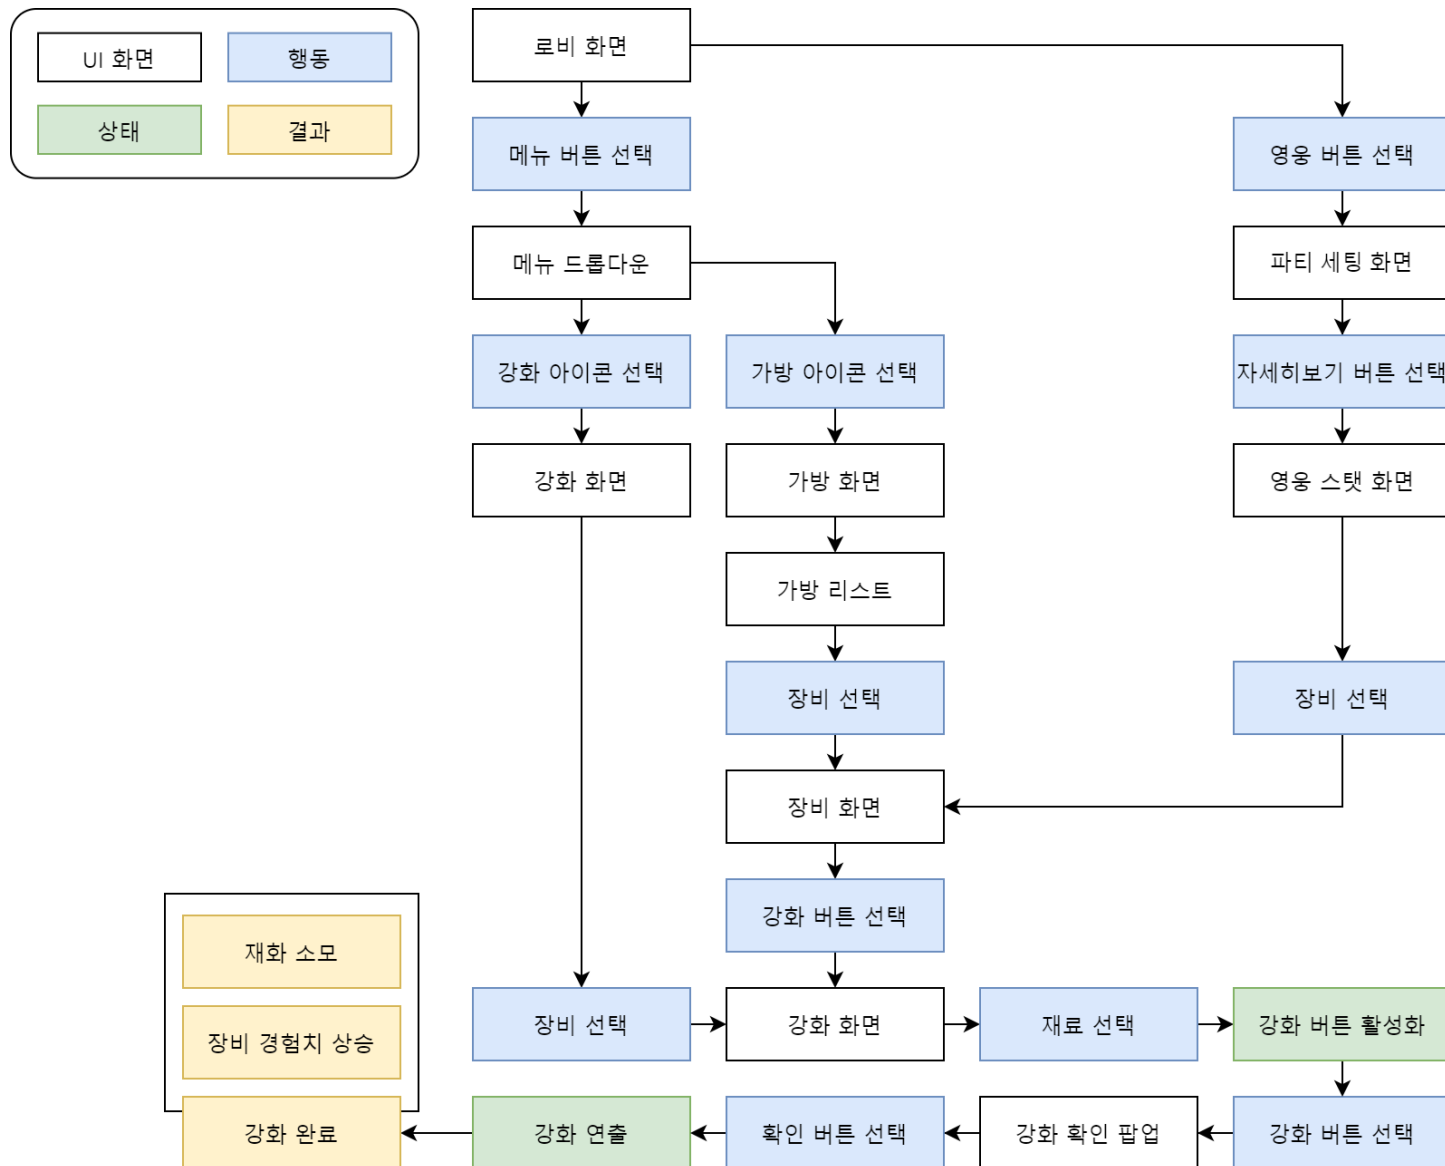 UI 화면
행동
상태
결과
로비 화면
메뉴 버튼 선택
영웅 버튼 선택
메뉴 드롭다운
파티 세팅 화면
강화 아이콘 선택
가방 아이콘 선택
자세히보기 버튼 선택
강화 화면
가방 화면
영웅 스탯 화면
가방 리스트
장비 선택
장비 선택
장비 화면
강화 버튼 선택
재화 소모
장비 선택
강화 화면
재료 선택
강화 버튼 활성화
장비 경험치 상승
강화 완료
강화 연출
확인 버튼 선택
강화 확인 팝업
강화 버튼 선택